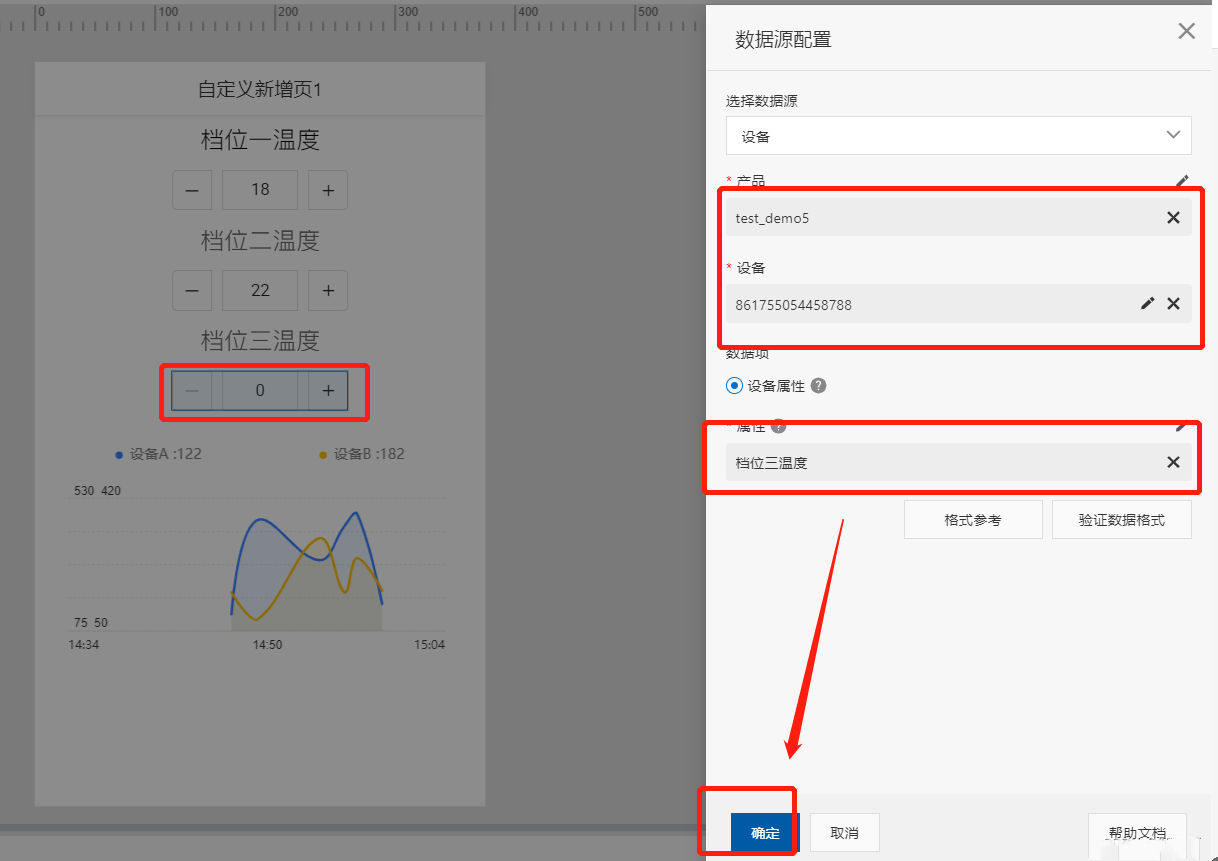 0 100 200 300 400 500
自定义新增页1
档位一温度
— 18 +
档位二温度
— 22 +
档位三温度
— 0 +
设备A :122 设备B :182
530 420
75 50
14:34 14:50 15:04
数据源配置
选择数据源
设备
* 产品
test_demo5
* 设备
861755054458788
数据项
设备属性 ?
* 属性 ?
档位三温度
格式参考 验证数据格式
确定 取消 帮助文档